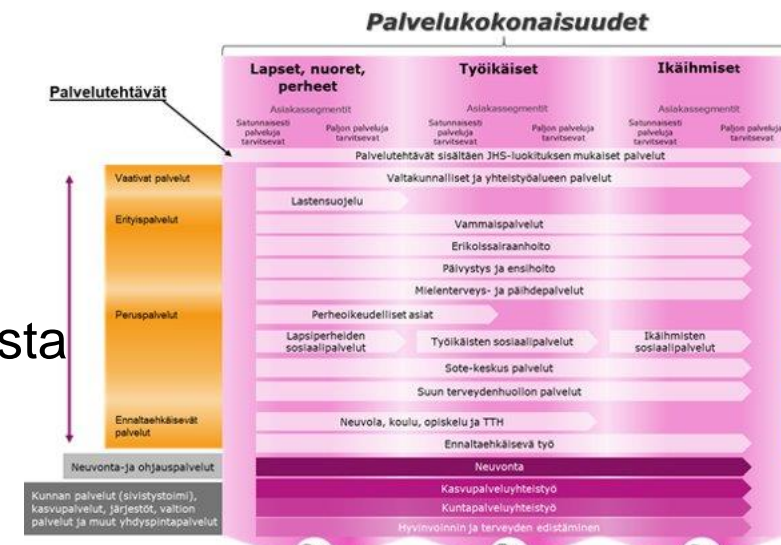 Palvelukokonaisuudet
Palvelutehtävät
Lapset, nuoret,
perheet
Työikäiset
Ikäihmiset
Asiakassegmentit
Asiakassegmentit
Asiakassegmentit
Satunnaisesti
palveluja
tarvitsevat
Paljon palveluja
tarvitsevat
Satunnaisesti
palveluja
tarvitsevat
Paljon palveluja
tarvitsevat
Satunnaisesti
palveluja
tarvitsevat
Paljon palveluja
tarvitsevat
Palvelutehtävät sisältäen JHS-luokituksen mukaiset palvelut
Vaativat palvelut
Valtakunnalliset ja yhteistyöalueen palvelut
Lastensuojelu
Erityispalvelut
Vammaispalvelut
Erikoissairaanhoito
Päivystys ja ensihoito
Mielenterveys- ja päihdepalvelut
Peruspalvelut
Perheoikeudelliset asiat
sta
Lapsiperheiden
sosiaalipalvelut
Työikäisten sosiaalipalvelut
Ikäihmisten
sosiaalipalvelut
Sote-keskus palvelut
Suun terveydenhuollon palvelut
Ennaltaehkäisevät
palvelut
Neuvola, koulu, opiskelu ja TTH
Ennaltaehkäisevä työ
Neuvonta-ja ohjauspalvelut
Neuvonta
Kunnan palvelut (sivistystoimi),
kasvupalvelut, järjestöt, valtion
palvelut ja muut yhdyspintapalvelut
Kasvupalveluyhteistyö
Kuntapalveluyhteistyö
Hyvinvoinnin ja terveyden edistäminen